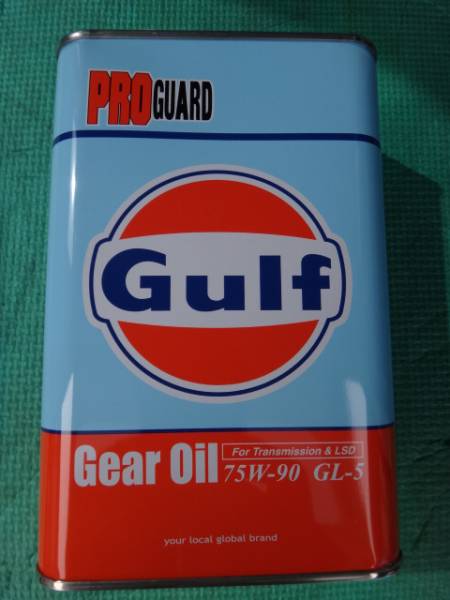 PROGUARD
Gulf
Gear Oil
For Transmission & LSD
75W-90 GL-5
your local global brand